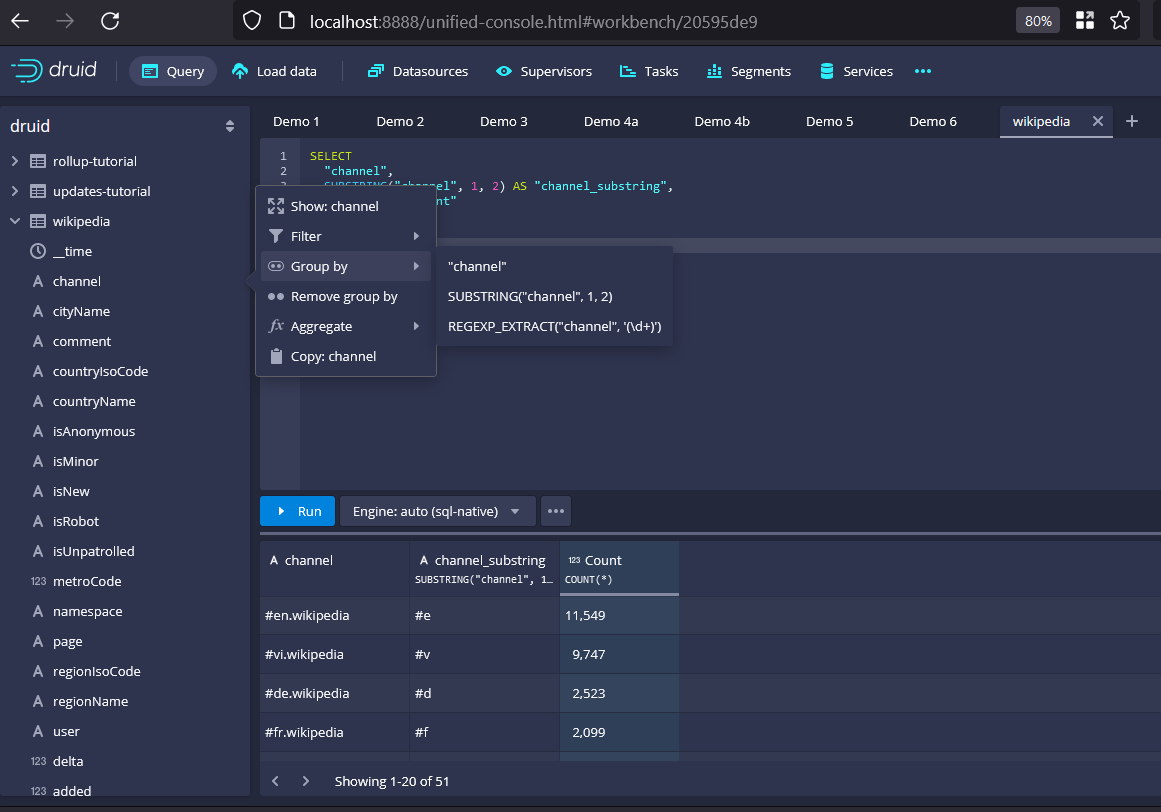 localhost:8888/unified-console.html#workbench/20595de9
80%
druid
Query
Load data
Datasources
Supervisors
Tasks
Segments
Services
druid
rollup-tutorial
updates-tutorial
wikipedia
__time
channel
cityName
comment
countryIsoCode
countryName
isAnonymous
isMinor
isNew
isRobot
isUnpatrolled
123 metroCode
namespace
page
regionIsoCode
regionName
user
123 delta
123 added
Demo 1
Demo 2
Demo 3
Demo 4a
Demo 4b
Demo 5
Demo 6
wikipedia
1 SELECT
2 "channel",
"channel", 1, 2) AS "channel_substring",
Show: channel
Filter
Group by
Remove group by
Aggregate
Copy: channel
"channel"
SUBSTRING("channel", 1, 2)
REGEXP_EXTRACT("channel", '(\d+)')
Run
Engine: auto (sql-native)
A channel
A channel_substring
SUBSTRING("channel", 1…
123 Count
COUNT(*)
#en.wikipedia #e 11,549
#vi.wikipedia #v 9,747
#de.wikipedia #d 2,523
#fr.wikipedia #f 2,099
Showing 1-20 of 51